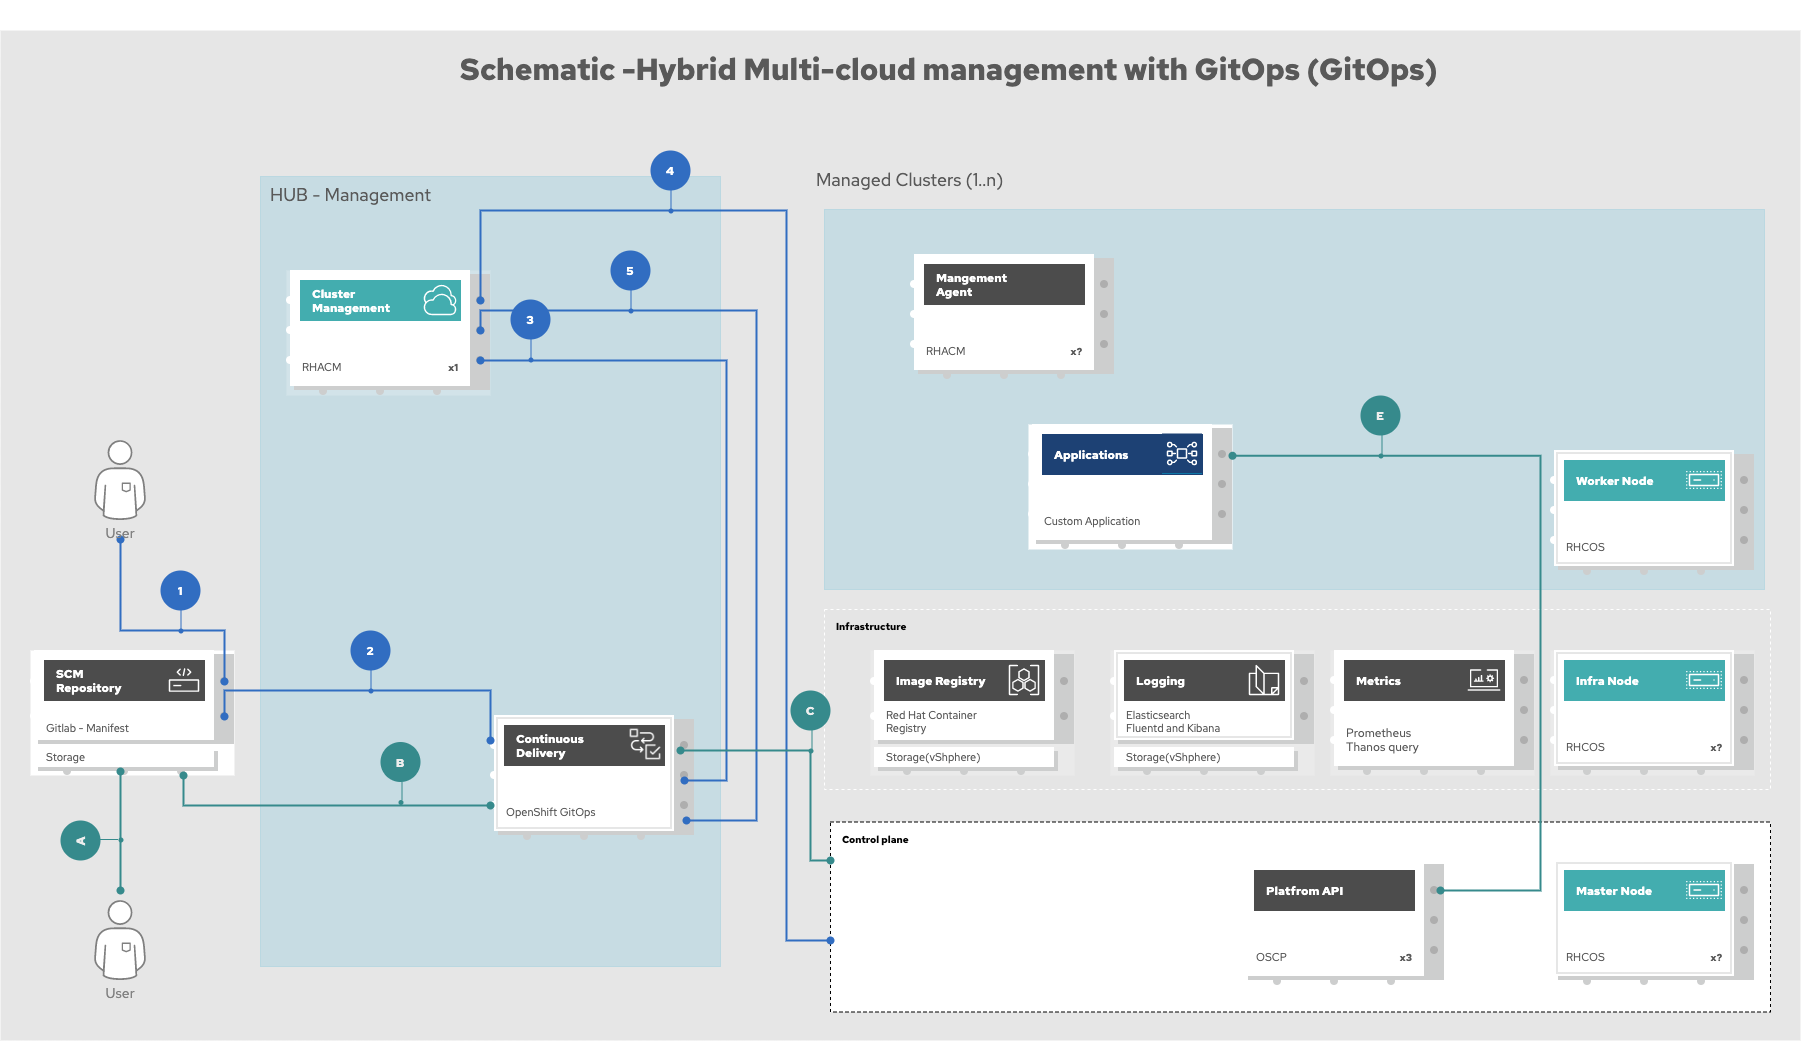 Schematic -Hybrid Multi-cloud management with GitOps (GitOps)
4
HUB - Management
Managed Clusters (1..n)
5
3
Cluster
Management
RHACM
x1
Mangement
Agent
RHACM
x?
E
Applications
Custom Application
Worker Node
RHCOS
User
1
SCM
Repository
Gitlab - Manifest
Storage
2
B
Continuous
Delivery
OpenShift GitOps
C
A
User
Infrastructure
Image Registry
Red Hat Container
Registry
Storage(vShphere)
Logging
Elasticsearch
Fluentd and Kibana
Storage(vShphere)
Metrics
Prometheus
Thanos query
Infra Node
RHCOS
x?
Control plane
Platfrom API
OSCP
x3
Master Node
RHCOS
x?